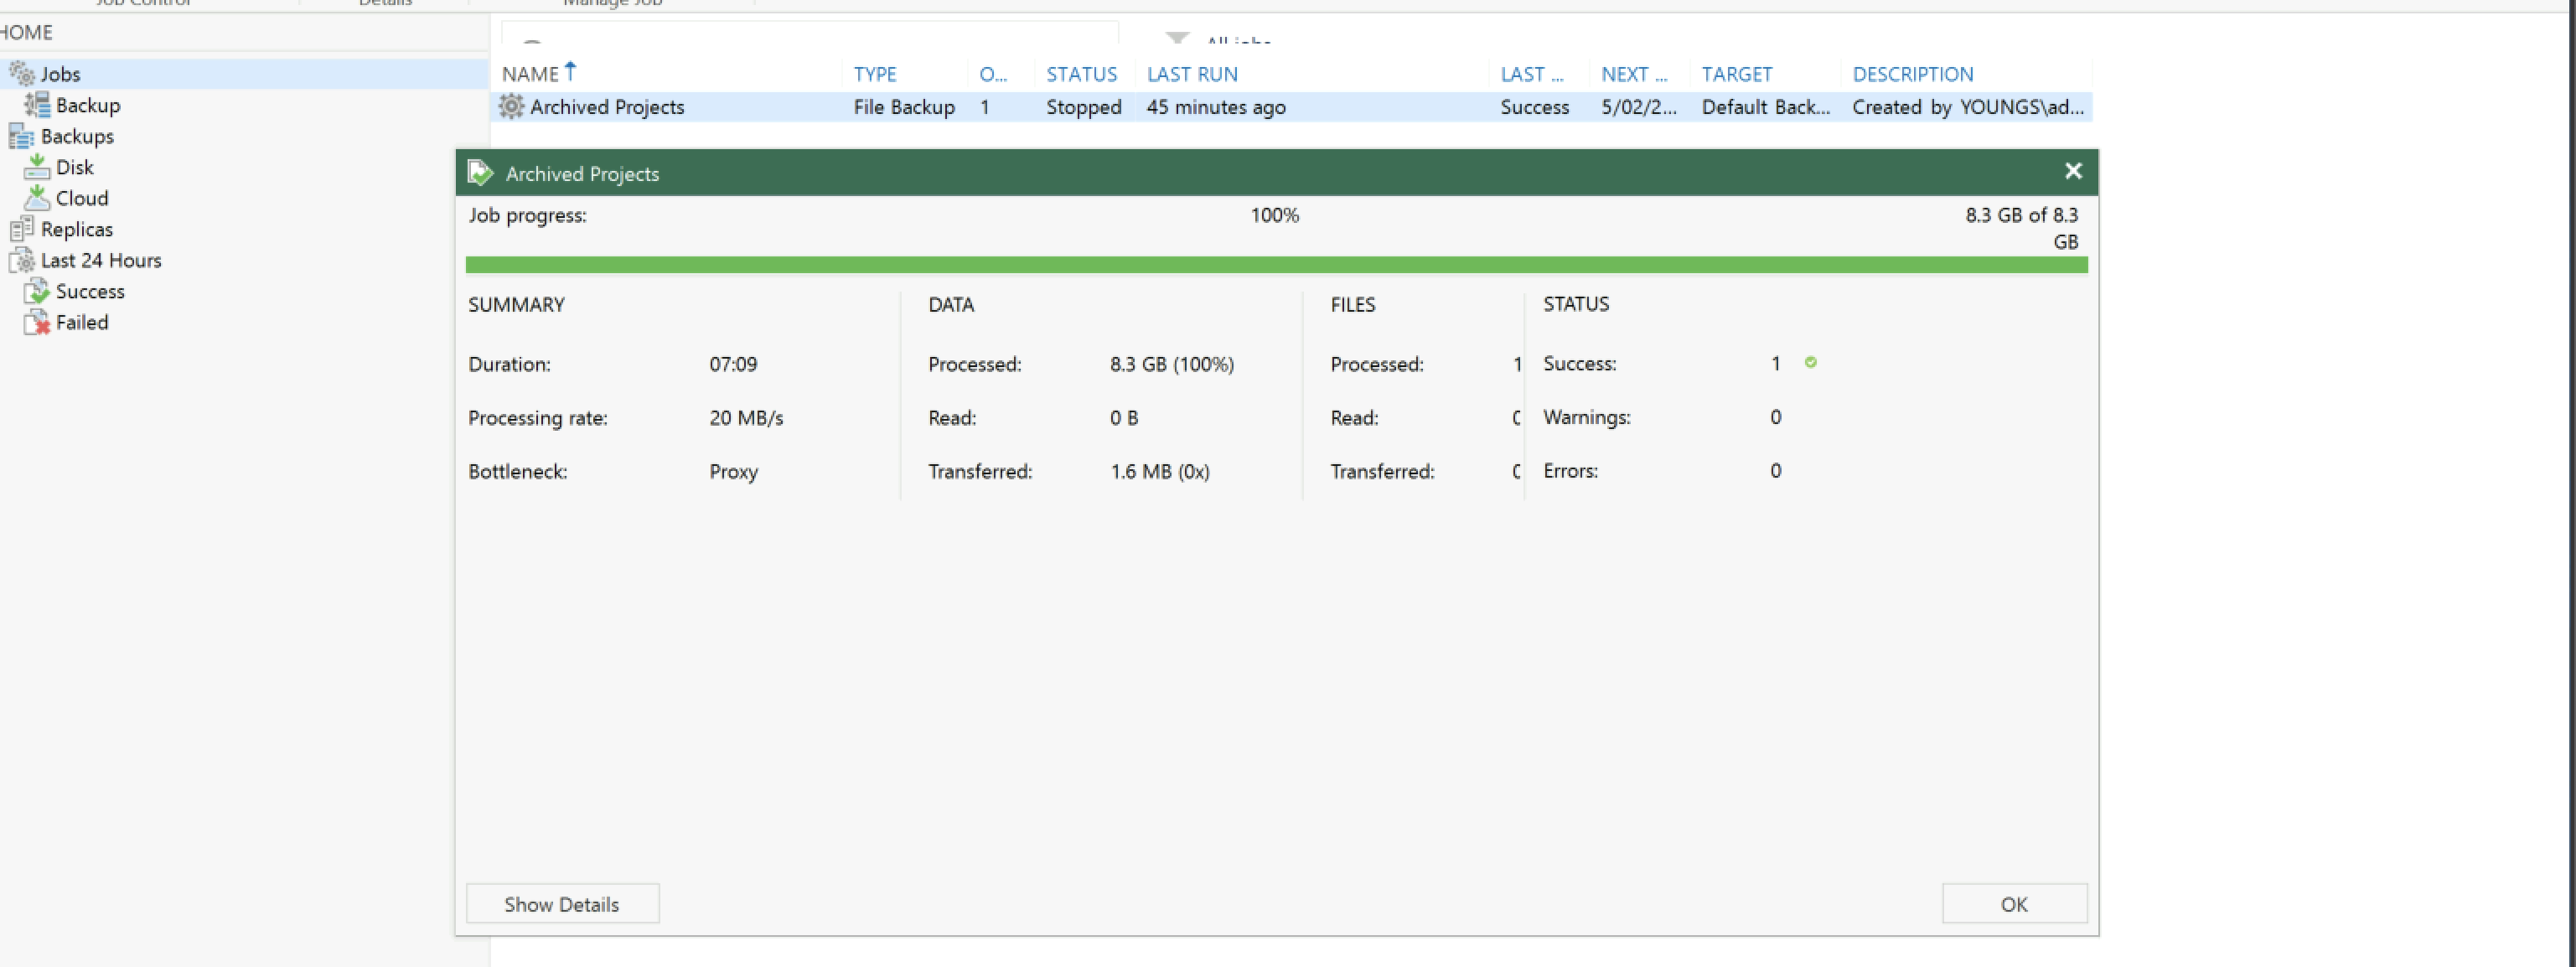 Job Control Details Manage Job
HOME
All jobs
Jobs
Backup
Backups
Disk
Cloud
Replicas
Last 24 Hours
Success
Failed
NAME TYPE O... STATUS LAST RUN LAST ... NEXT ... TARGET DESCRIPTION
Archived Projects File Backup 1 Stopped 45 minutes ago Success 5/02/2... Default Back... Created by YOUNGS\ad...
Archived Projects
Job progress: 100% 8.3 GB of 8.3
GB
SUMMARY DATA FILES STATUS
Duration: 07:09 Processed: 8.3 GB (100%) Processed: 1 Success: 1
Processing rate: 20 MB/s Read: 0 B Read: 0 Warnings: 0
Bottleneck: Proxy Transferred: 1.6 MB (0x) Transferred: 0 Errors: 0
Show Details OK